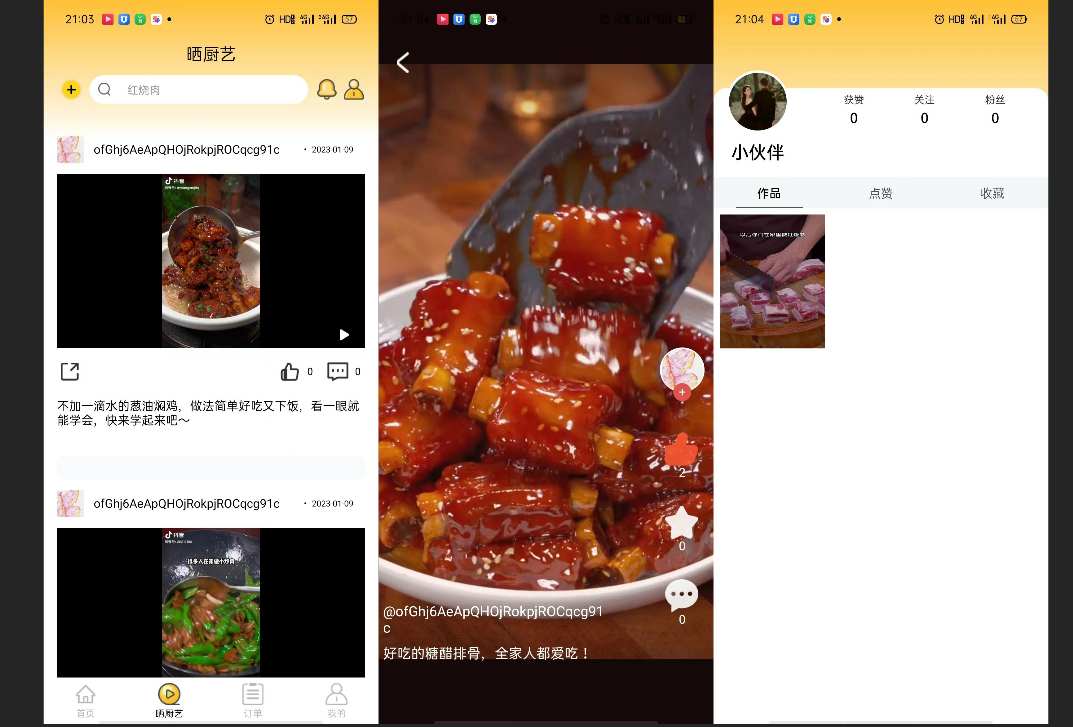 21:03
晒厨艺
红烧肉
ofGhj6AeApQHOjRokpjROCqcg91c
· 2023-01-09
抖音
0
0
不加一滴水的葱油焖鸡，做法简单好吃又下饭，看一眼就
能学会，快来学起来吧～
ofGhj6AeApQHOjRokpjROCqcg91c
· 2023-01-09
抖音
首页
晒厨艺
订单
我的
2
0
0
@ofGhj6AeApQHOjRokpjROCqcg91
c
好吃的糖醋排骨，全家人都爱吃！
21:04
获赞
关注
粉丝
0
0
0
小伙伴
作品
点赞
收藏